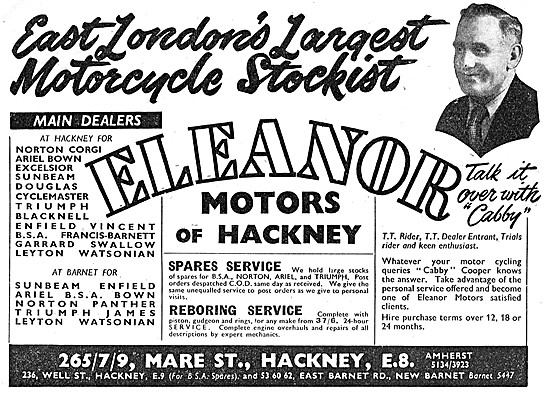 East London's Largest
Motorcycle Stockist
MAIN DEALERS
AT HACKNEY FOR
NORTON CORGI
ARIEL BOWN
EXCELSIOR
SUNBEAM
DOUGLAS
CYCLEMASTER
TRIUMPH
BLACKNELL
ENFIELD VINCENT
B.S.A. FRANCIS-BARNETT
GARRARD SWALLOW
LEYTON WATSONIAN
AT BARNET FOR
SUNBEAM ENFIELD
ARIEL B.S.A. BOWN
NORTON PANTHER
TRIUMPH JAMES
LEYTON WATSONIAN
ELEANOR
MOTORS
OF HACKNEY
SPARES SERVICE We hold large stocks
of spares for B.S.A., NORTON, ARIEL, and TRIUMPH, Post
orders despatched C.O.D. same day as received. We give the
same unequalled service to post orders as we give to personal
visits.
REBORING SERVICE Complete with
piston, gudgeon and rings, for any make from 37/6. 24-hour
SERVICE. Complete engine overhauls and repairs of all
descriptions by expert mechanics.
Talk it
over with
"Cabby"
T.T. Rider, T.T. Dealer Entrant, Trials
rider and keen enthusiast.
Whatever your motor cycling
queries "Cabby" Cooper knows
the answer. Take advantage of the
personal service offered and become
one of Eleanor Motors satisfied
clients.
Hire purchase terms over 12, 18 or
24 months.
265/7/9, MARE ST., HACKNEY, E.8. AMHERST
5134/3923
236, WELL ST., HACKNEY, E.9 (For B.S.A. Spares). and 53 60 62, EAST BARNET RD., NEW BARNET Barnet 5447